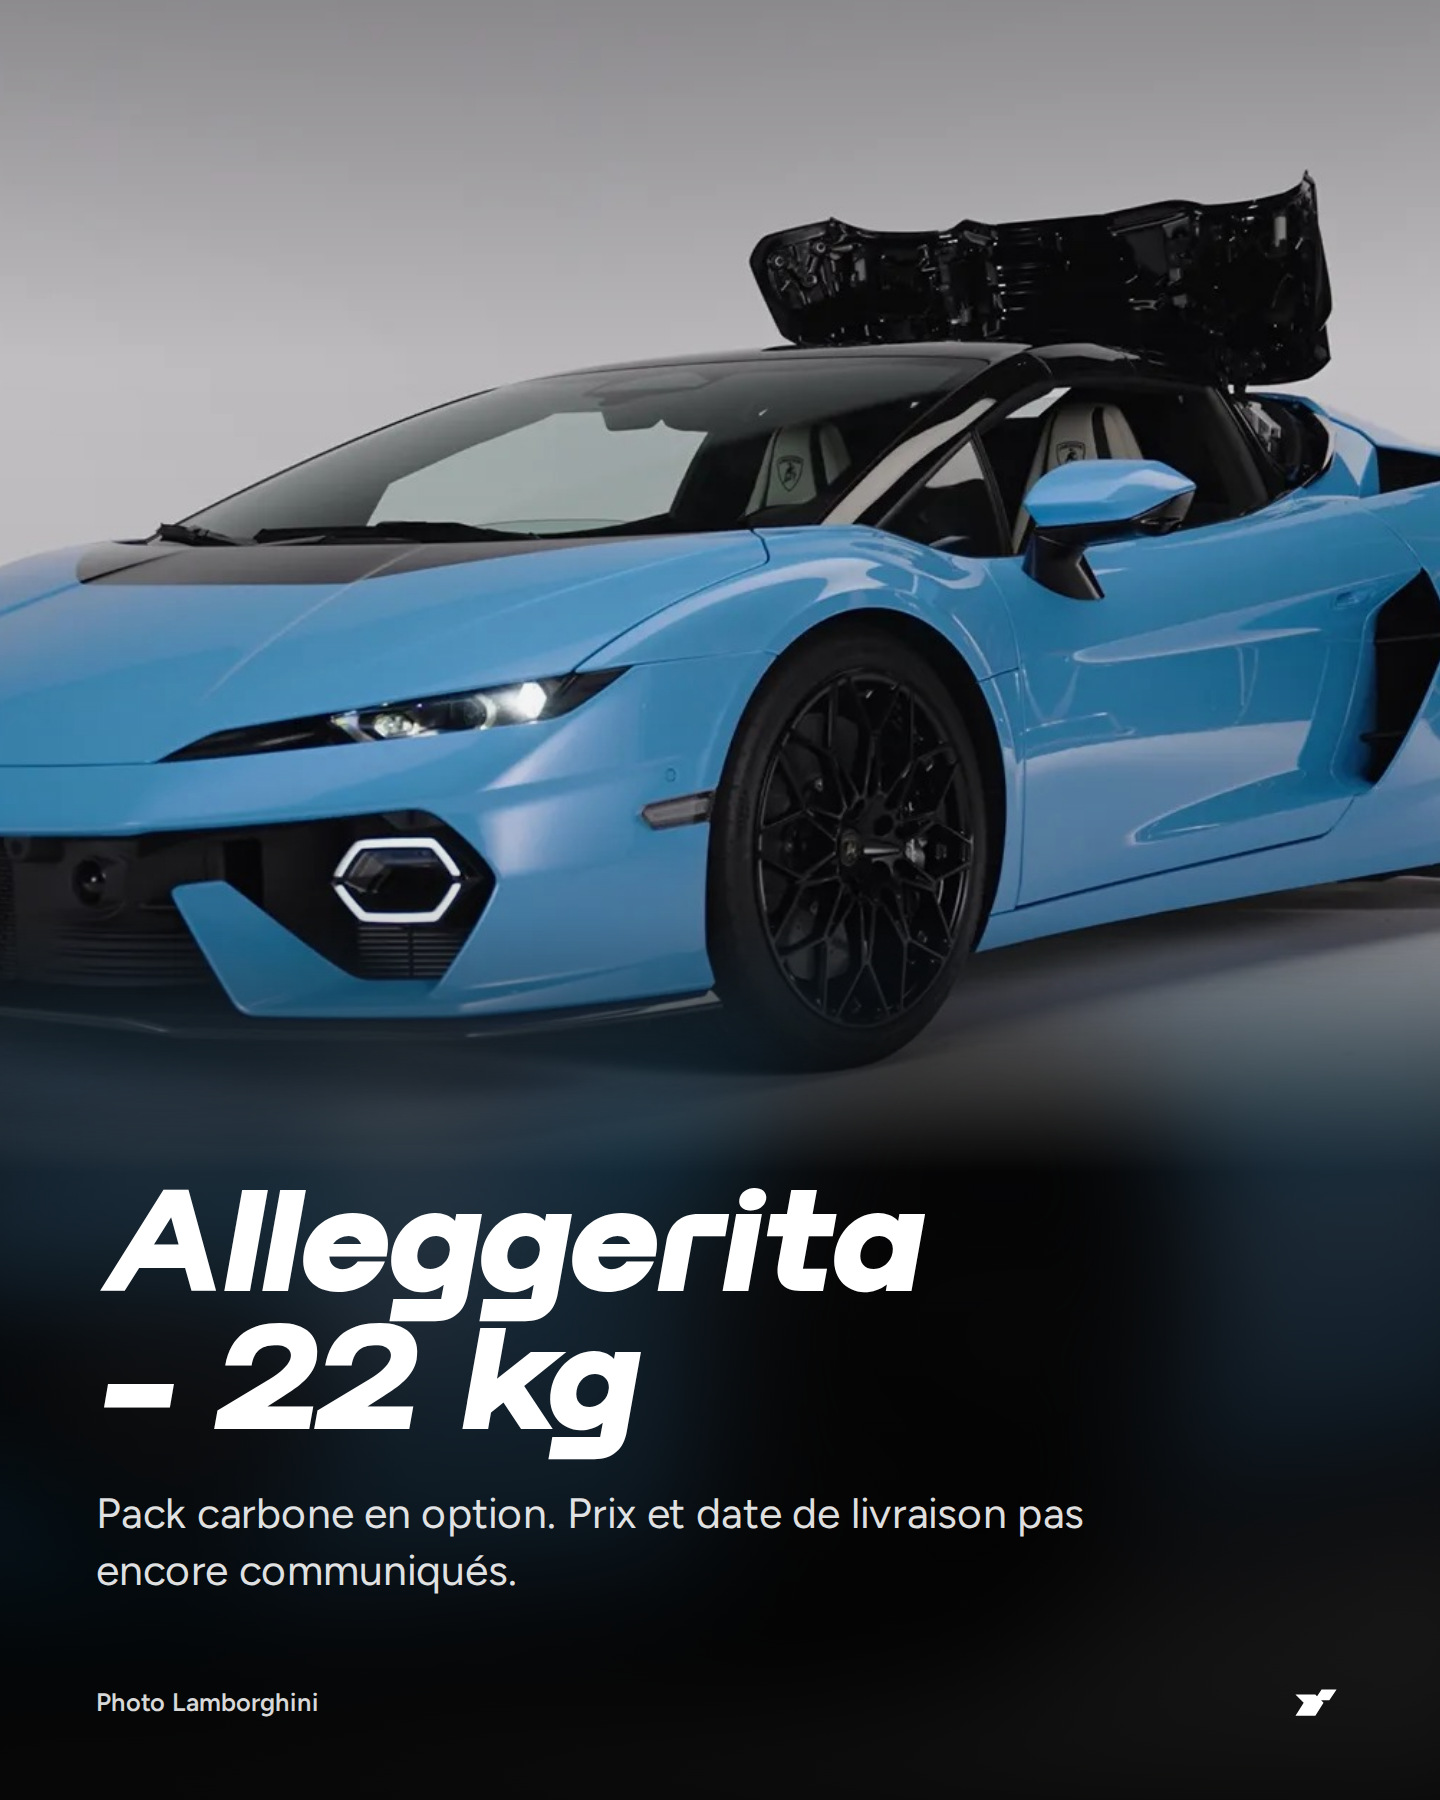 Alleggerita
- 22 kg
Pack carbone en option. Prix et date de livraison pas
encore communiqués.
Photo Lamborghini